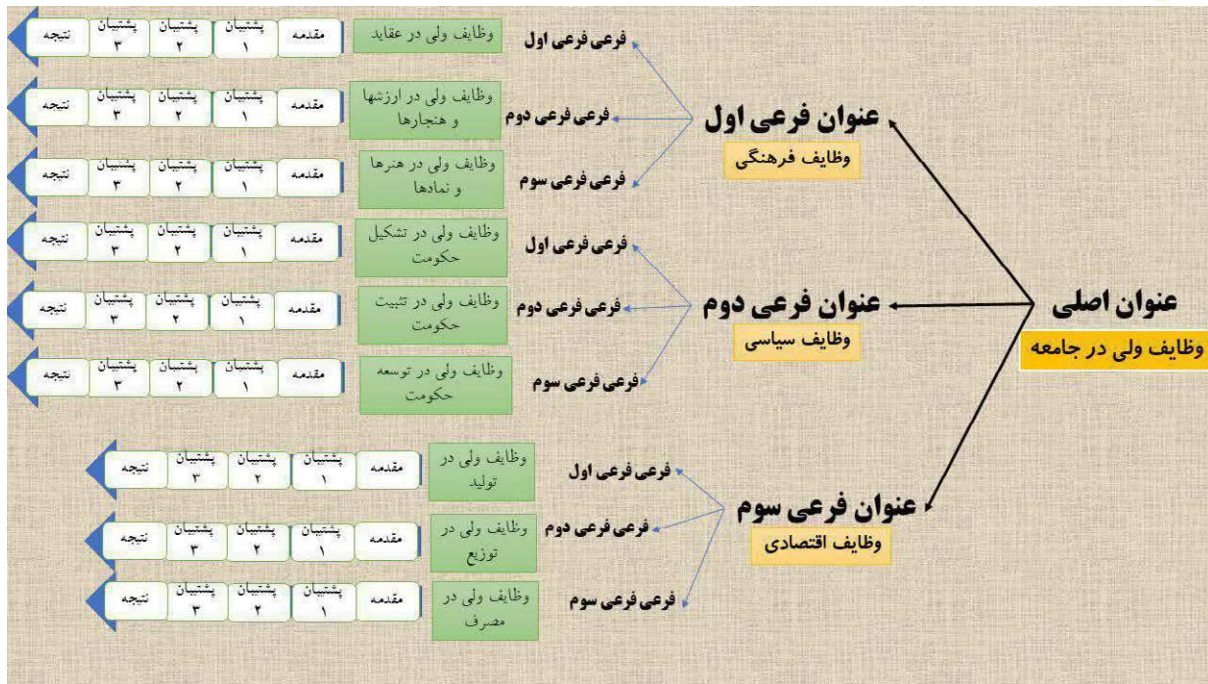 عنوان اصلی
وظایف ولی در جامعه
عنوان فرعی اول
وظایف فرهنگی
فرعی فرعی اول
وظایف ولی در عقاید
مقدمه
پشتیبان
۱
پشتیبان
۲
پشتیبان
۳
نتیجه
فرعی فرعی دوم
وظایف ولی در ارزشها
و هنجارها
مقدمه
پشتیبان
۱
پشتیبان
۲
پشتیبان
۳
نتیجه
فرعی فرعی سوم
وظایف ولی در هنرها
و نمادها
مقدمه
پشتیبان
۱
پشتیبان
۲
پشتیبان
۳
نتیجه
عنوان فرعی دوم
وظایف سیاسی
فرعی فرعی اول
وظایف ولی در تشکیل
حکومت
مقدمه
پشتیبان
۱
پشتیبان
۲
پشتیبان
۳
نتیجه
فرعی فرعی دوم
وظایف ولی در تثبیت
حکومت
مقدمه
پشتیبان
۱
پشتیبان
۲
پشتیبان
۳
نتیجه
فرعی فرعی سوم
وظایف ولی در توسعه
حکومت
مقدمه
پشتیبان
۱
پشتیبان
۲
پشتیبان
۳
نتیجه
عنوان فرعی سوم
وظایف اقتصادی
فرعی فرعی اول
وظایف ولی در
تولید
مقدمه
پشتیبان
۱
پشتیبان
۲
پشتیبان
۳
نتیجه
فرعی فرعی دوم
وظایف ولی در
توزیع
مقدمه
پشتیبان
۱
پشتیبان
۲
پشتیبان
۳
نتیجه
فرعی فرعی سوم
وظایف ولی در
مصرف
مقدمه
پشتیبان
۱
پشتیبان
۲
پشتیبان
۳
نتیجه